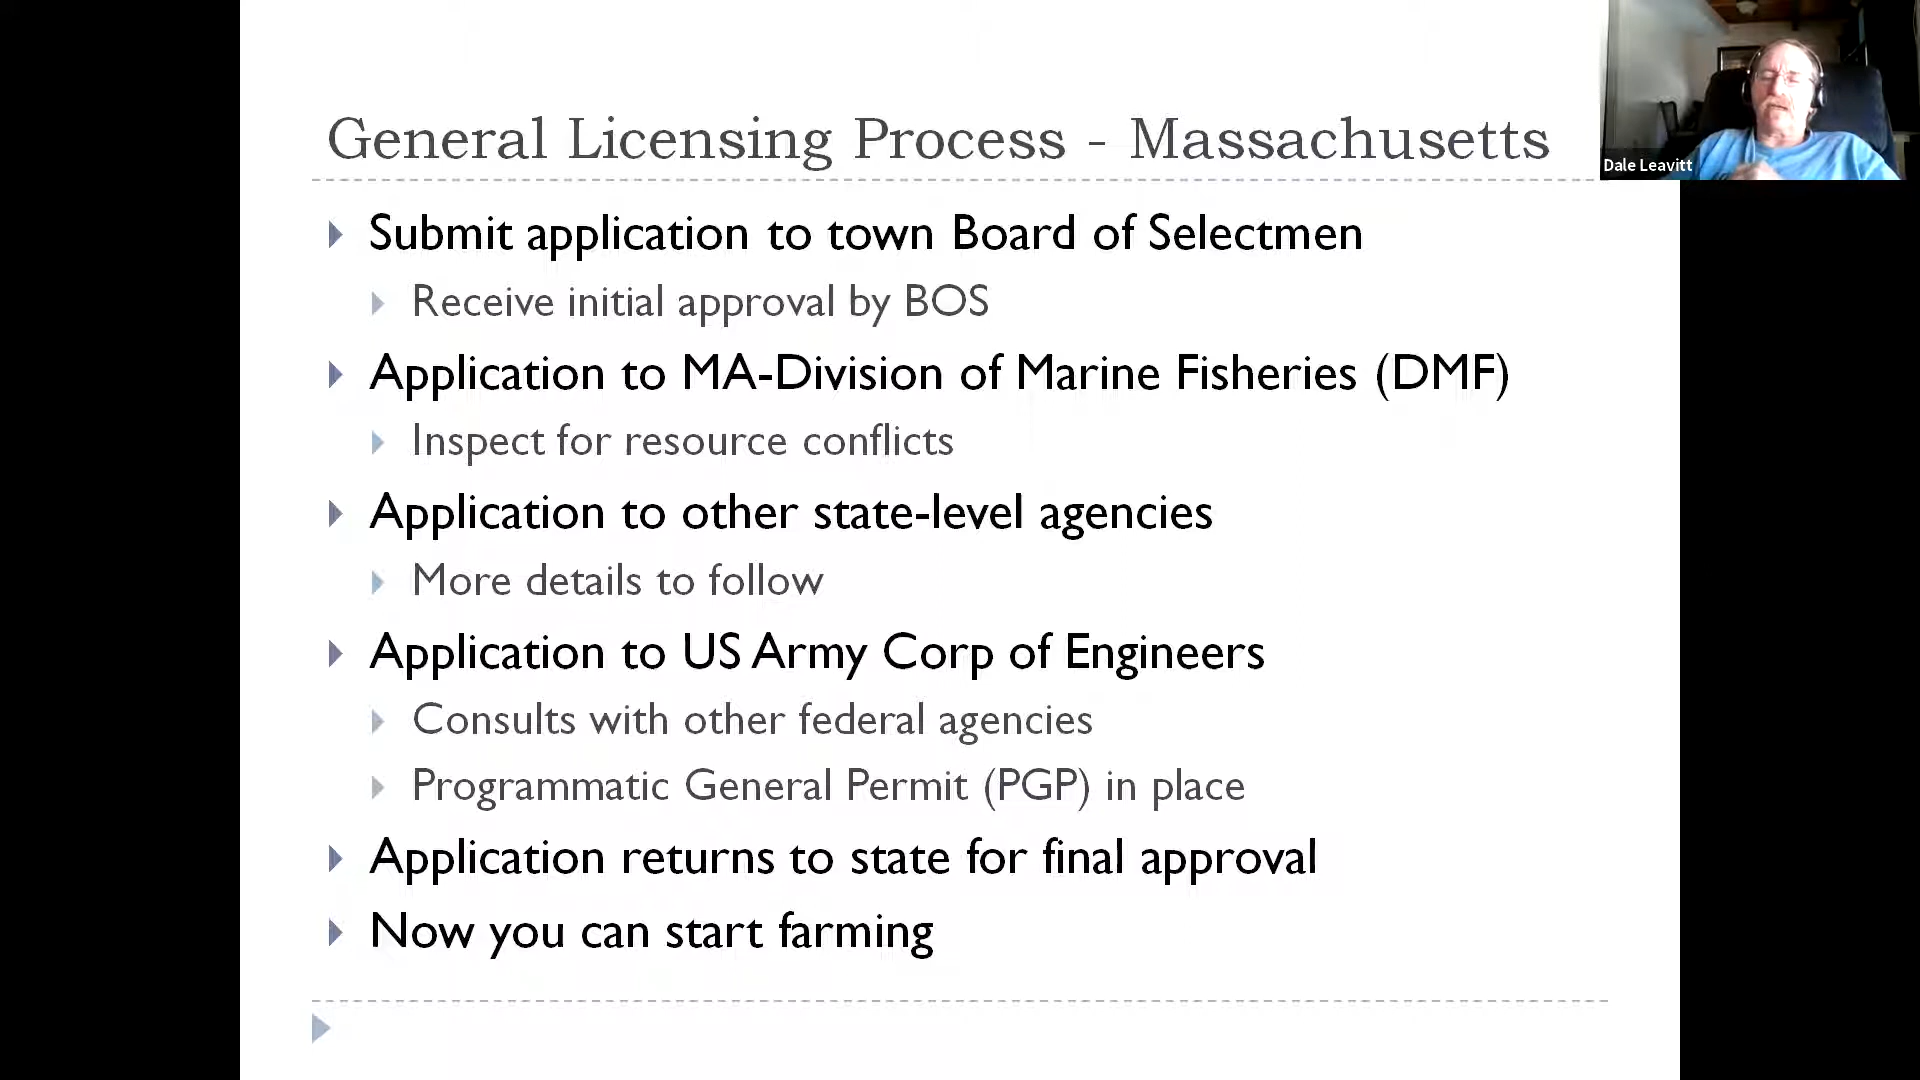 General Licensing Process - Massachusetts
Dale Leavitt
Submit application to town Board of Selectmen
Receive initial approval by BOS
Application to MA-Division of Marine Fisheries (DMF)
Inspect for resource conflicts
Application to other state-level agencies
More details to follow
Application to US Army Corp of Engineers
Consults with other federal agencies
Programmatic General Permit (PGP) in place
Application returns to state for final approval
Now you can start farming